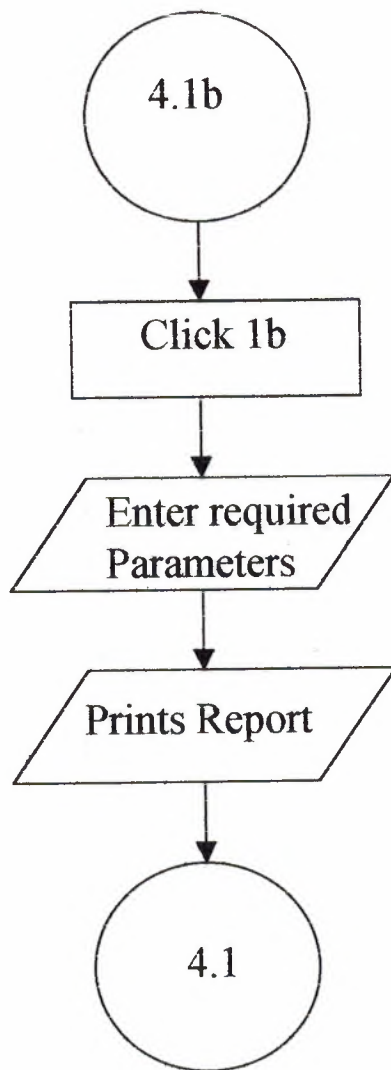 4.1b
Click 1b
Enter required
Parameters
Prints Report
4.1